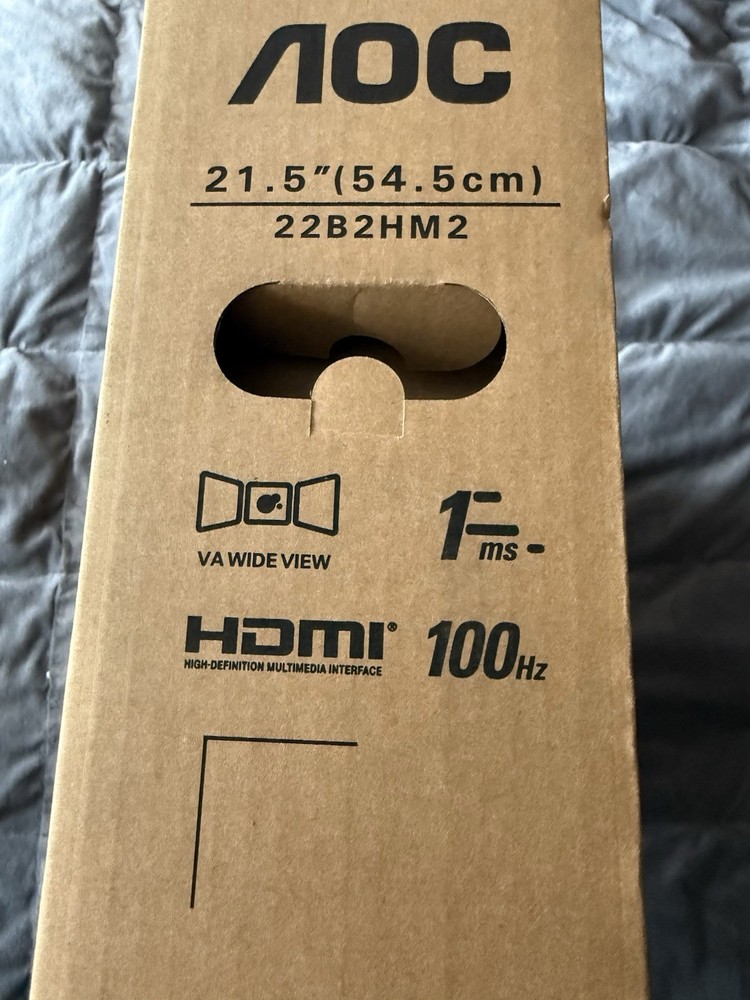 AOC
21.5″(54.5cm)
22B2HM2
VA WIDE VIEW
1ms
HDMI®
HIGH-DEFINITION MULTIMEDIA INTERFACE
100Hz